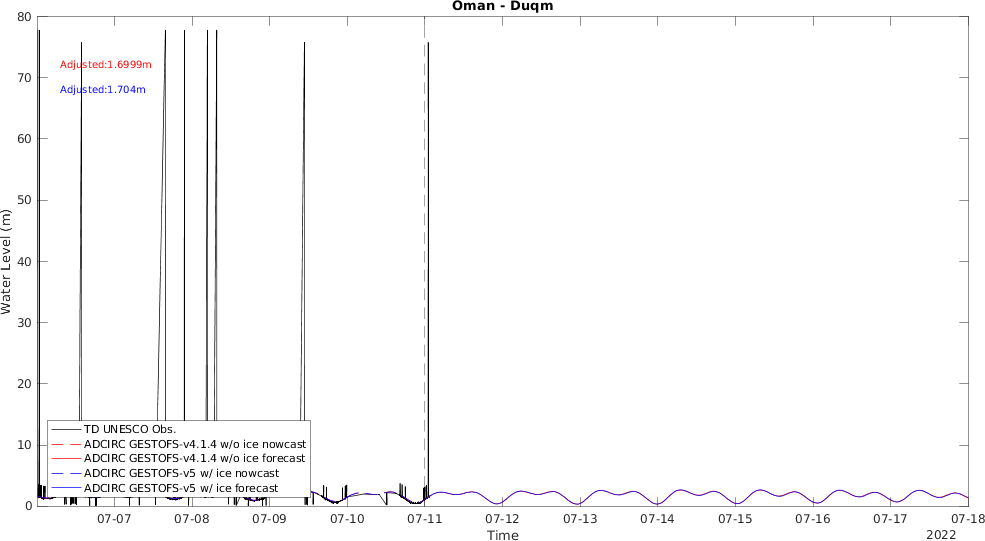 Oman - Duqm
80
70
60
50
40
30
20
10
0
Water Level (m)
Adjusted:1.6999m
Adjusted:1.704m
TD UNESCO Obs.
ADCIRC GESTOFS-v4.1.4 w/o ice nowcast
ADCIRC GESTOFS-v4.1.4 w/o ice forecast
ADCIRC GESTOFS-v5 w/ ice nowcast
ADCIRC GESTOFS-v5 w/ ice forecast
07-07 07-08 07-09 07-10 07-11 07-12 07-13 07-14 07-15 07-16 07-17 07-18
Time
2022